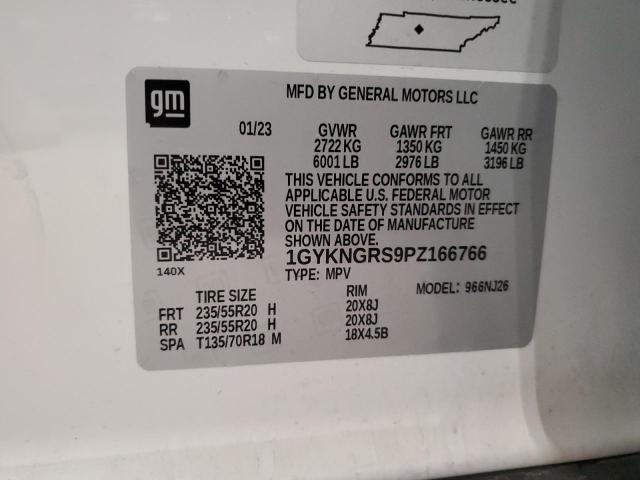 gm
MFD BY GENERAL MOTORS LLC
01/23 GVWR GAWR FRT GAWR RR
2722 KG 1350 KG 1450 KG
6001 LB 2976 LB 3196 LB
THIS VEHICLE CONFORMS TO ALL
APPLICABLE U.S. FEDERAL MOTOR
VEHICLE SAFETY STANDARDS IN EFFECT
ON THE DATE OF MANUFACTURE
SHOWN ABOVE.
1GYKNGRS9PZ166766
140X
TYPE: MPV
MODEL: 966NJ26
TIRE SIZE RIM
FRT 235/55R20 H 20X8J
RR 235/55R20 H 20X8J
SPA T135/70R18 M 18X4.5B